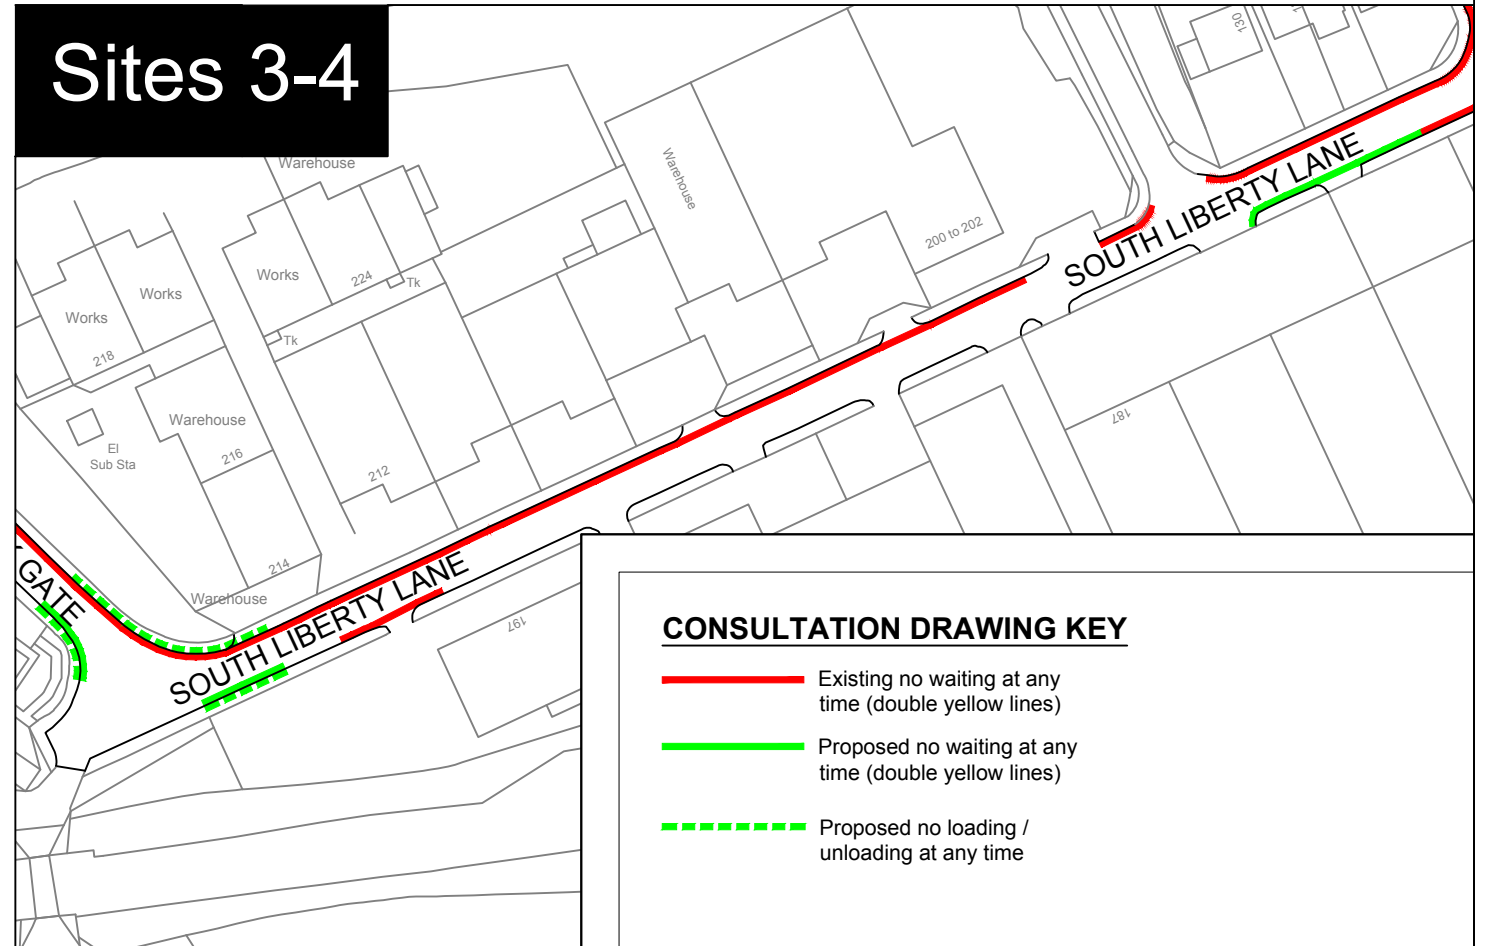 Sites 3-4
130
Warehouse
Warehouse
SOUTH LIBERTY LANE
200 to 202
Works
224
Tk
Works
Works
Tk
218
187
Warehouse
El
Sub Sta
216
212
214
GATE
Warehouse
SOUTH LIBERTY LANE
197
CONSULTATION DRAWING KEY
Existing no waiting at any
time (double yellow lines)
Proposed no waiting at any
time (double yellow lines)
Proposed no loading /
unloading at any time